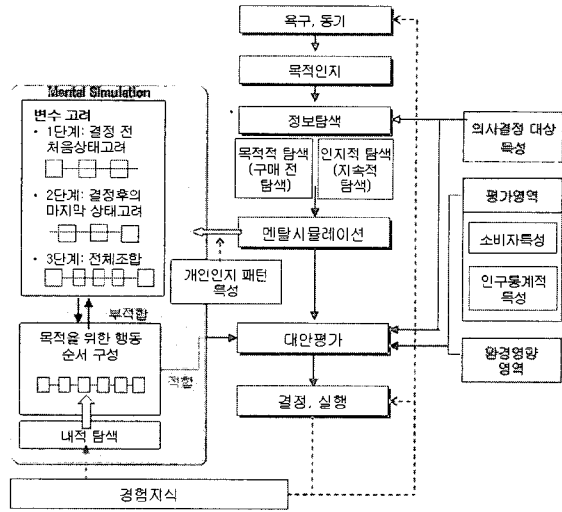 욕구, 동기
목적인지
정보탐색
목적적 탐색
(구매 전
탐색)
인지적 탐색
(지속적
탐색)
멘탈시뮬레이션
대안평가
결정, 실행
Mental Simulation
변수 고려
• 1단계: 결정 전
처음상태고려
• 2단계: 결정후의
마지막 상태고려
• 3단계: 전체조합
부적합
목적을 위한 행동
순서 구성
적합
내적 탐색
개인인지 패턴
특성
경험지식
의사결정 대상
특성
평가영역
소비자특성
인구통계적
특성
환경영향
영역